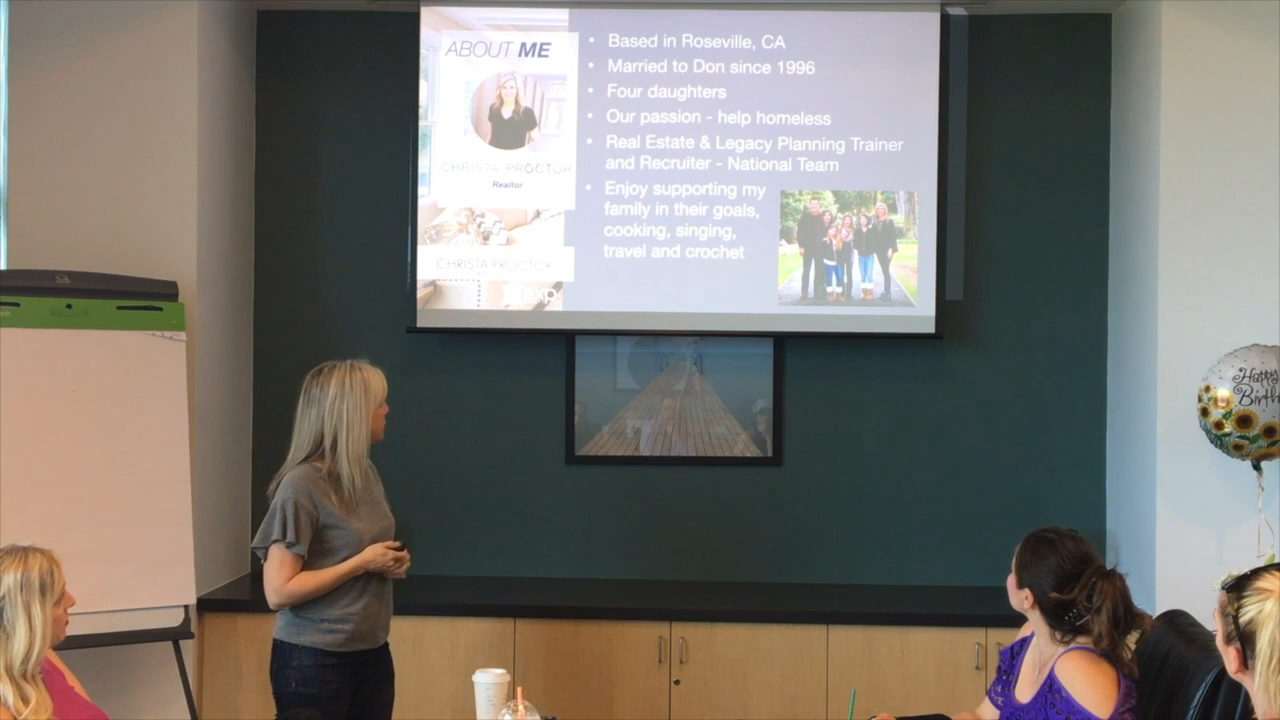 ABOUT ME
CHRISTA PROCTOR
Realtor
CHRISTA PROCTOR
exp
• Based in Roseville, CA
• Married to Don since 1996
• Four daughters
• Our passion - help homeless
• Real Estate & Legacy Planning Trainer
and Recruiter - National Team
• Enjoy supporting my
family in their goals,
cooking, singing,
travel and crochet
Happy
Birth